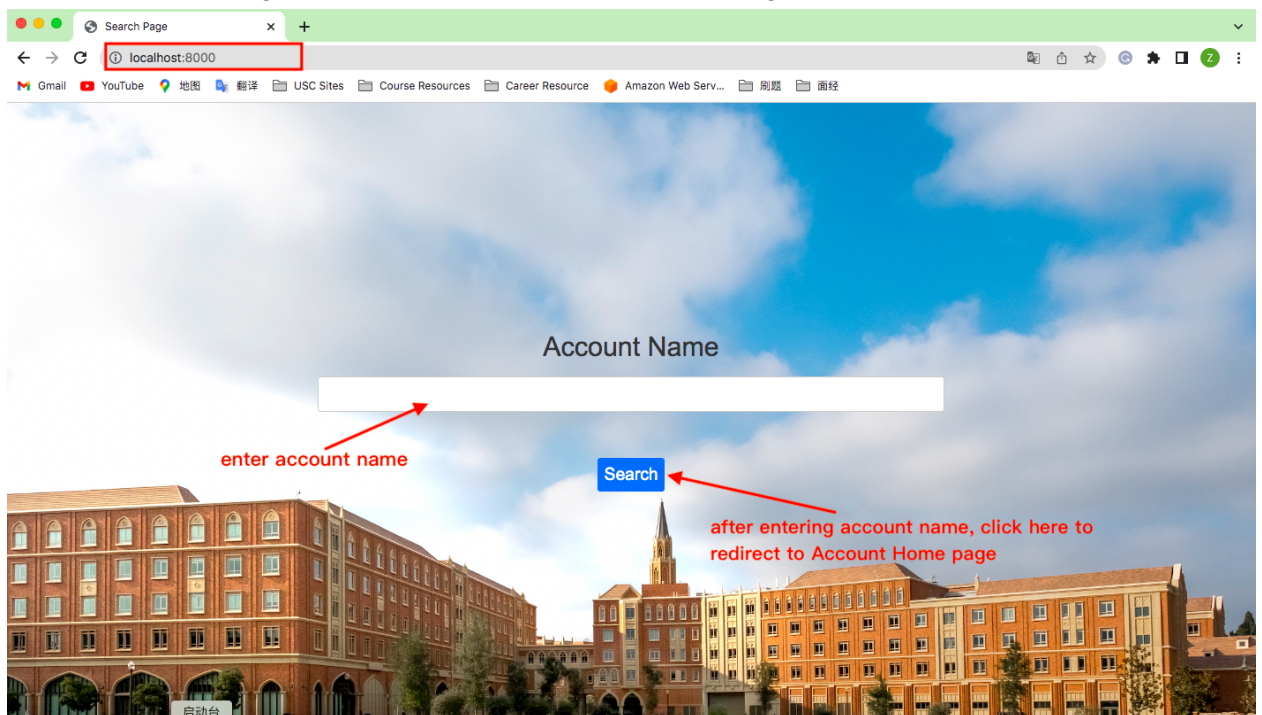 Search Page
localhost:8000
Z
Gmail YouTube 地图 翻译 USC Sites Course Resources Career Resource Amazon Web Serv... 刷题 面经
Account Name
enter account name
Search
after entering account name, click here to
redirect to Account Home page
启动台